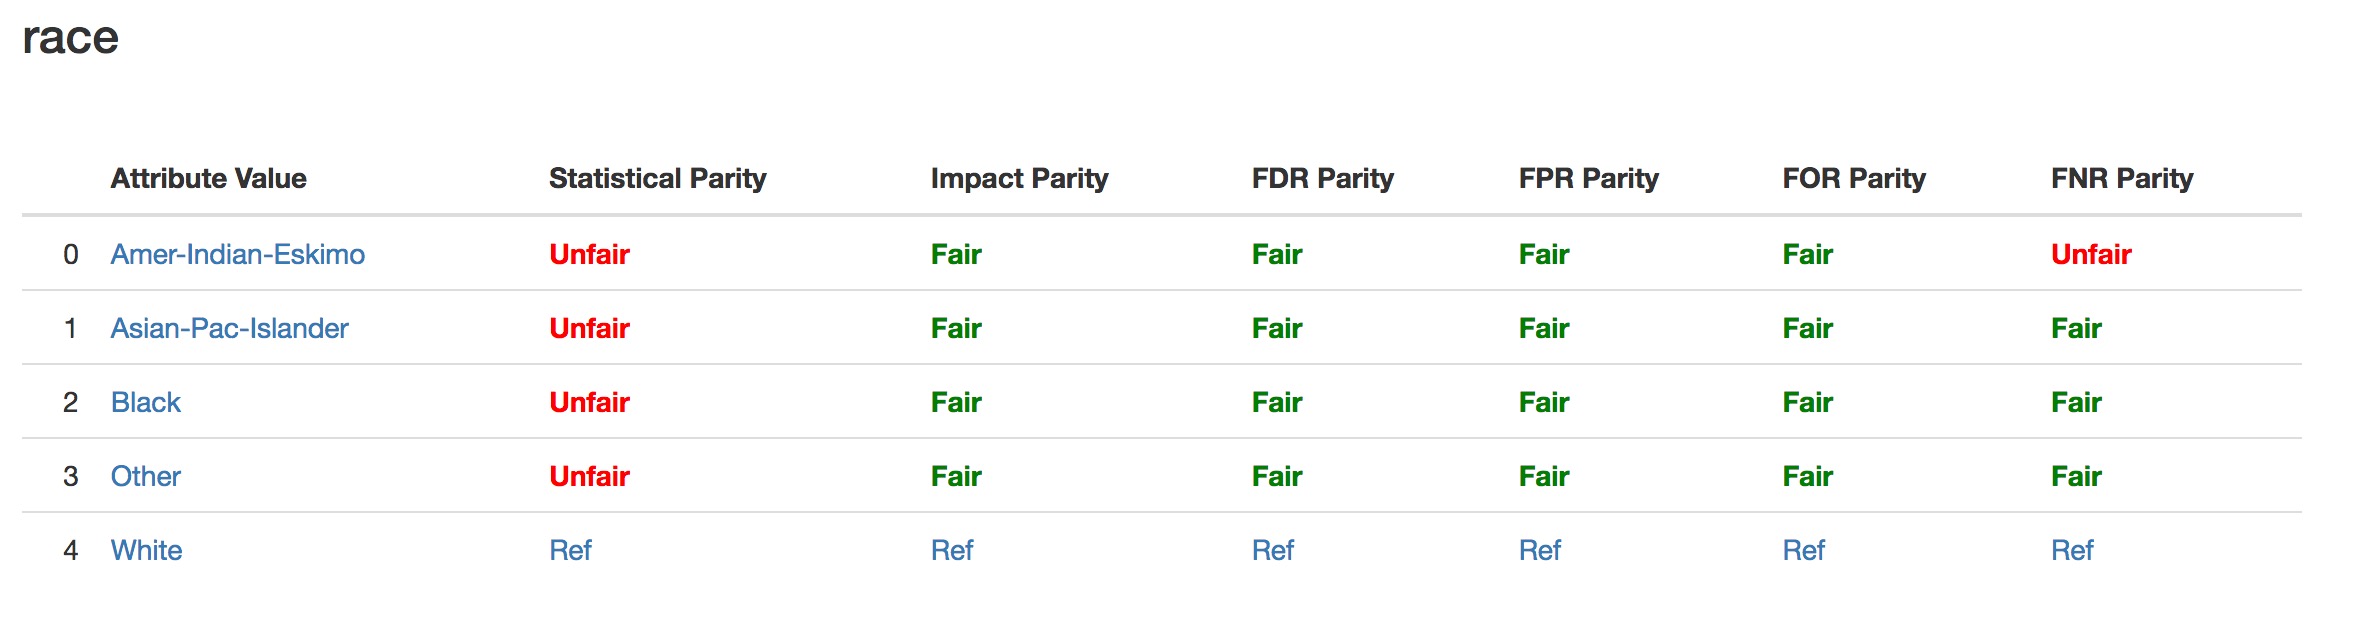 race
Attribute Value Statistical Parity Impact Parity FDR Parity FPR Parity FOR Parity FNR Parity
0 Amer-Indian-Eskimo Unfair Fair Fair Fair Fair Unfair
1 Asian-Pac-Islander Unfair Fair Fair Fair Fair Fair
2 Black Unfair Fair Fair Fair Fair Fair
3 Other Unfair Fair Fair Fair Fair Fair
4 White Ref Ref Ref Ref Ref Ref